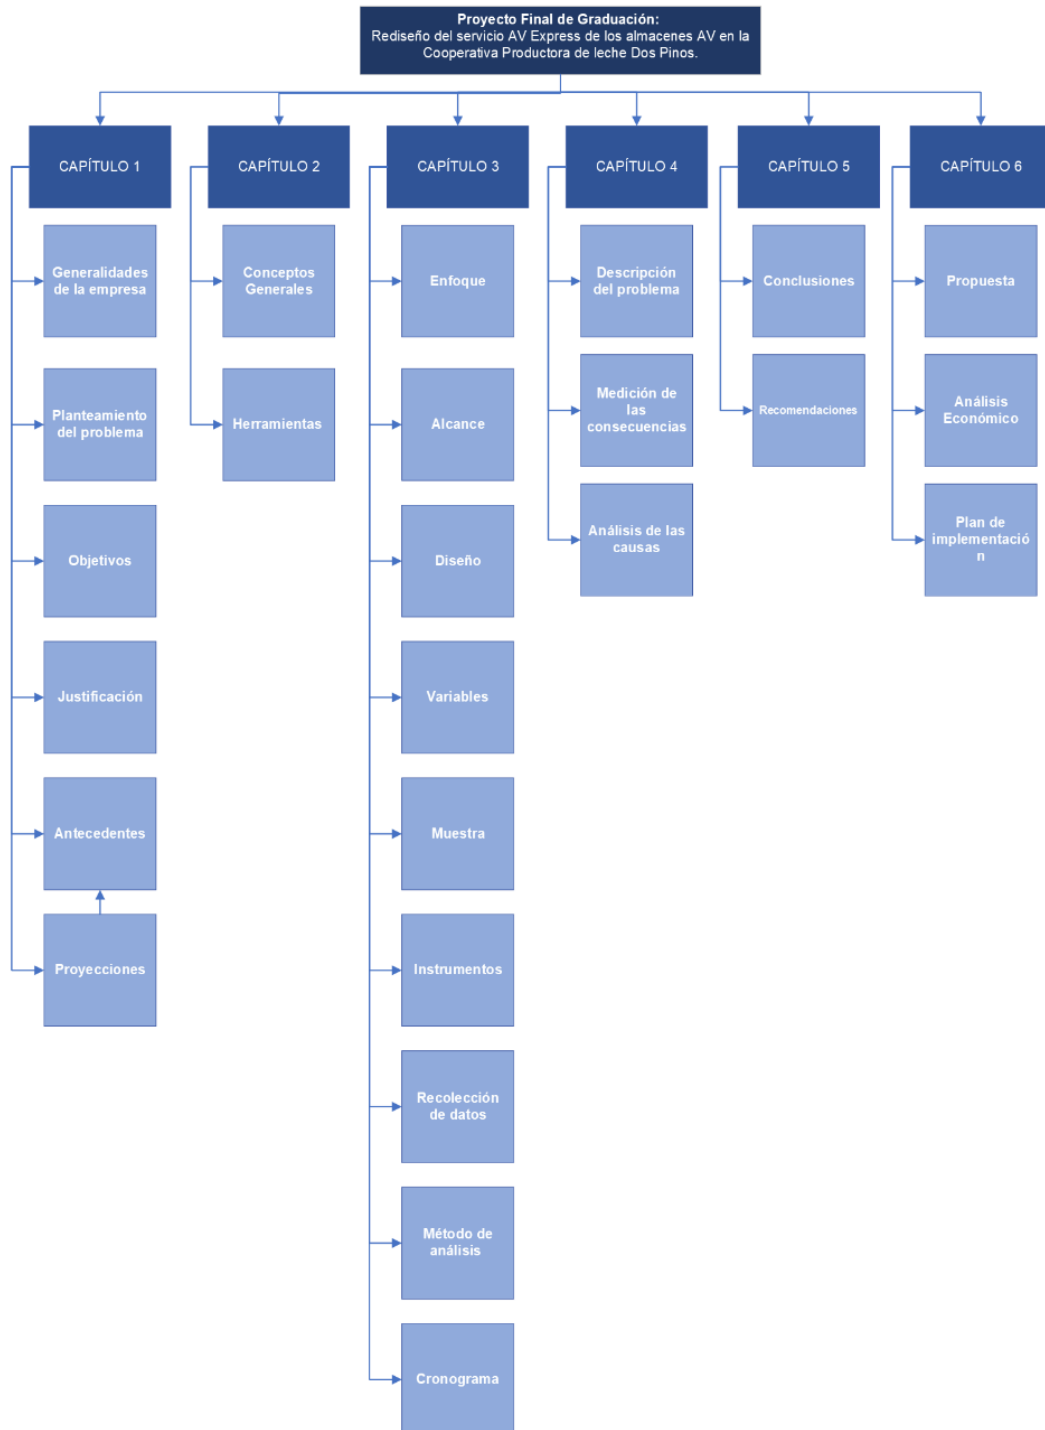 Proyecto Final de Graduación:
Rediseño del servicio AV Express de los almacenes AV en la
Cooperativa Productora de leche Dos Pinos.
CAPÍTULO 1
Generalidades
de la empresa
Planteamiento
del problema
Objetivos
Justificación
Antecedentes
Proyecciones
CAPÍTULO 2
Conceptos
Generales
Herramientas
CAPÍTULO 3
Enfoque
Alcance
Diseño
Variables
Muestra
Instrumentos
Recolección
de datos
Método de
análisis
Cronograma
CAPÍTULO 4
Descripción
del problema
Medición de
las
consecuencias
Análisis de las
causas
CAPÍTULO 5
Conclusiones
Recomendaciones
CAPÍTULO 6
Propuesta
Análisis
Económico
Plan de
implementació
n